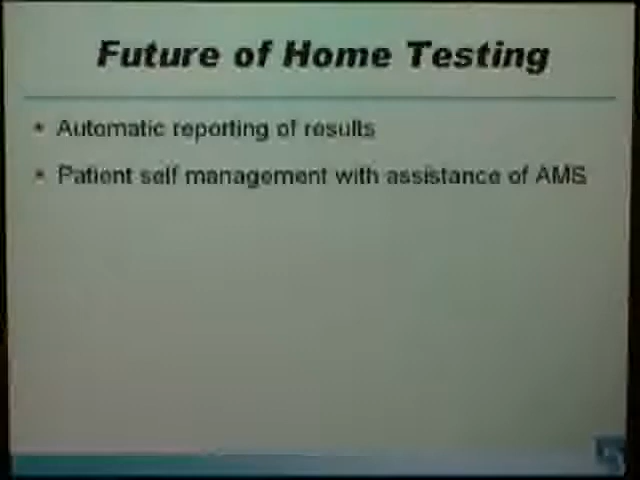 Future of Home Testing
• Automatic reporting of results
• Patient self management with assistance of AMS